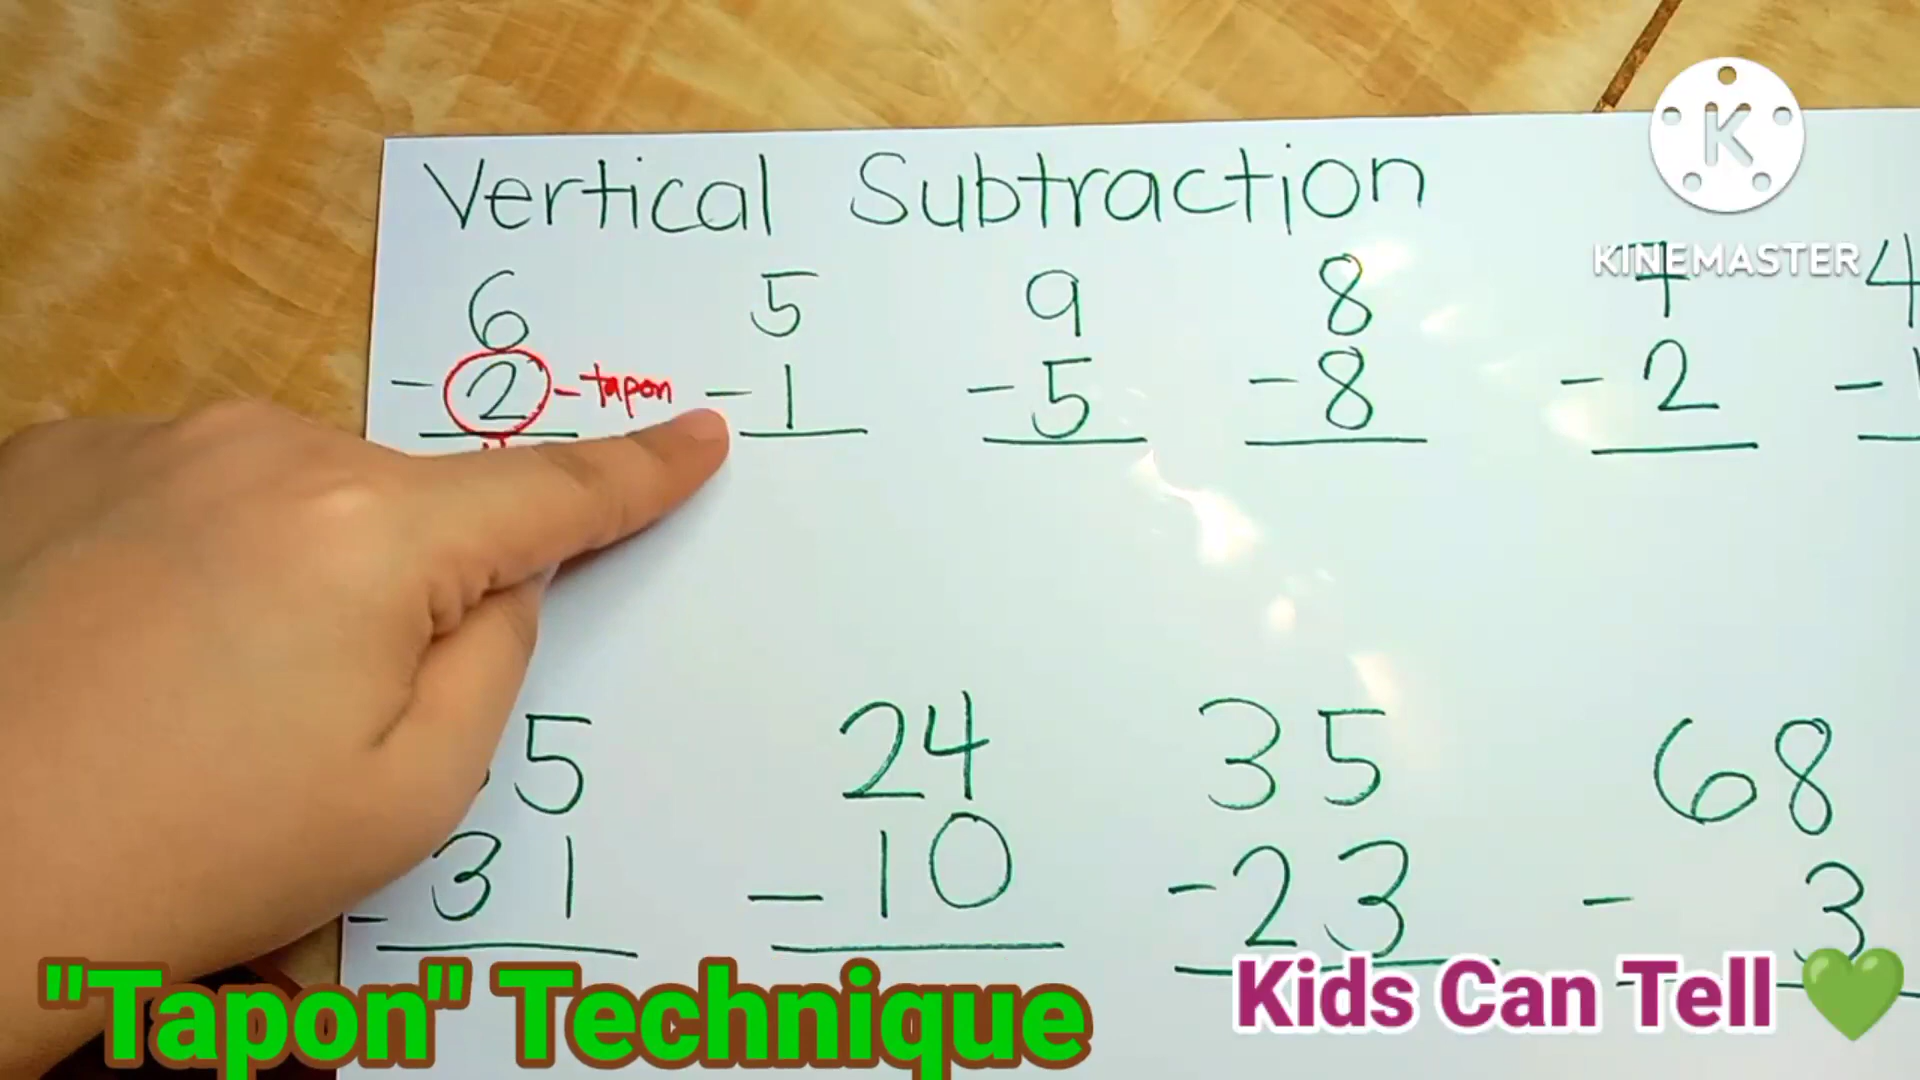 Vertical Subtraction
K
KINEMASTER
6 5 9 8 7 4
- 2 - tapon - 1 - 5 - 8 - 2 -
5 24 35 68
- 31 - 10 - 23 - 3
"Tapon" Technique
Kids Can Tell 💚